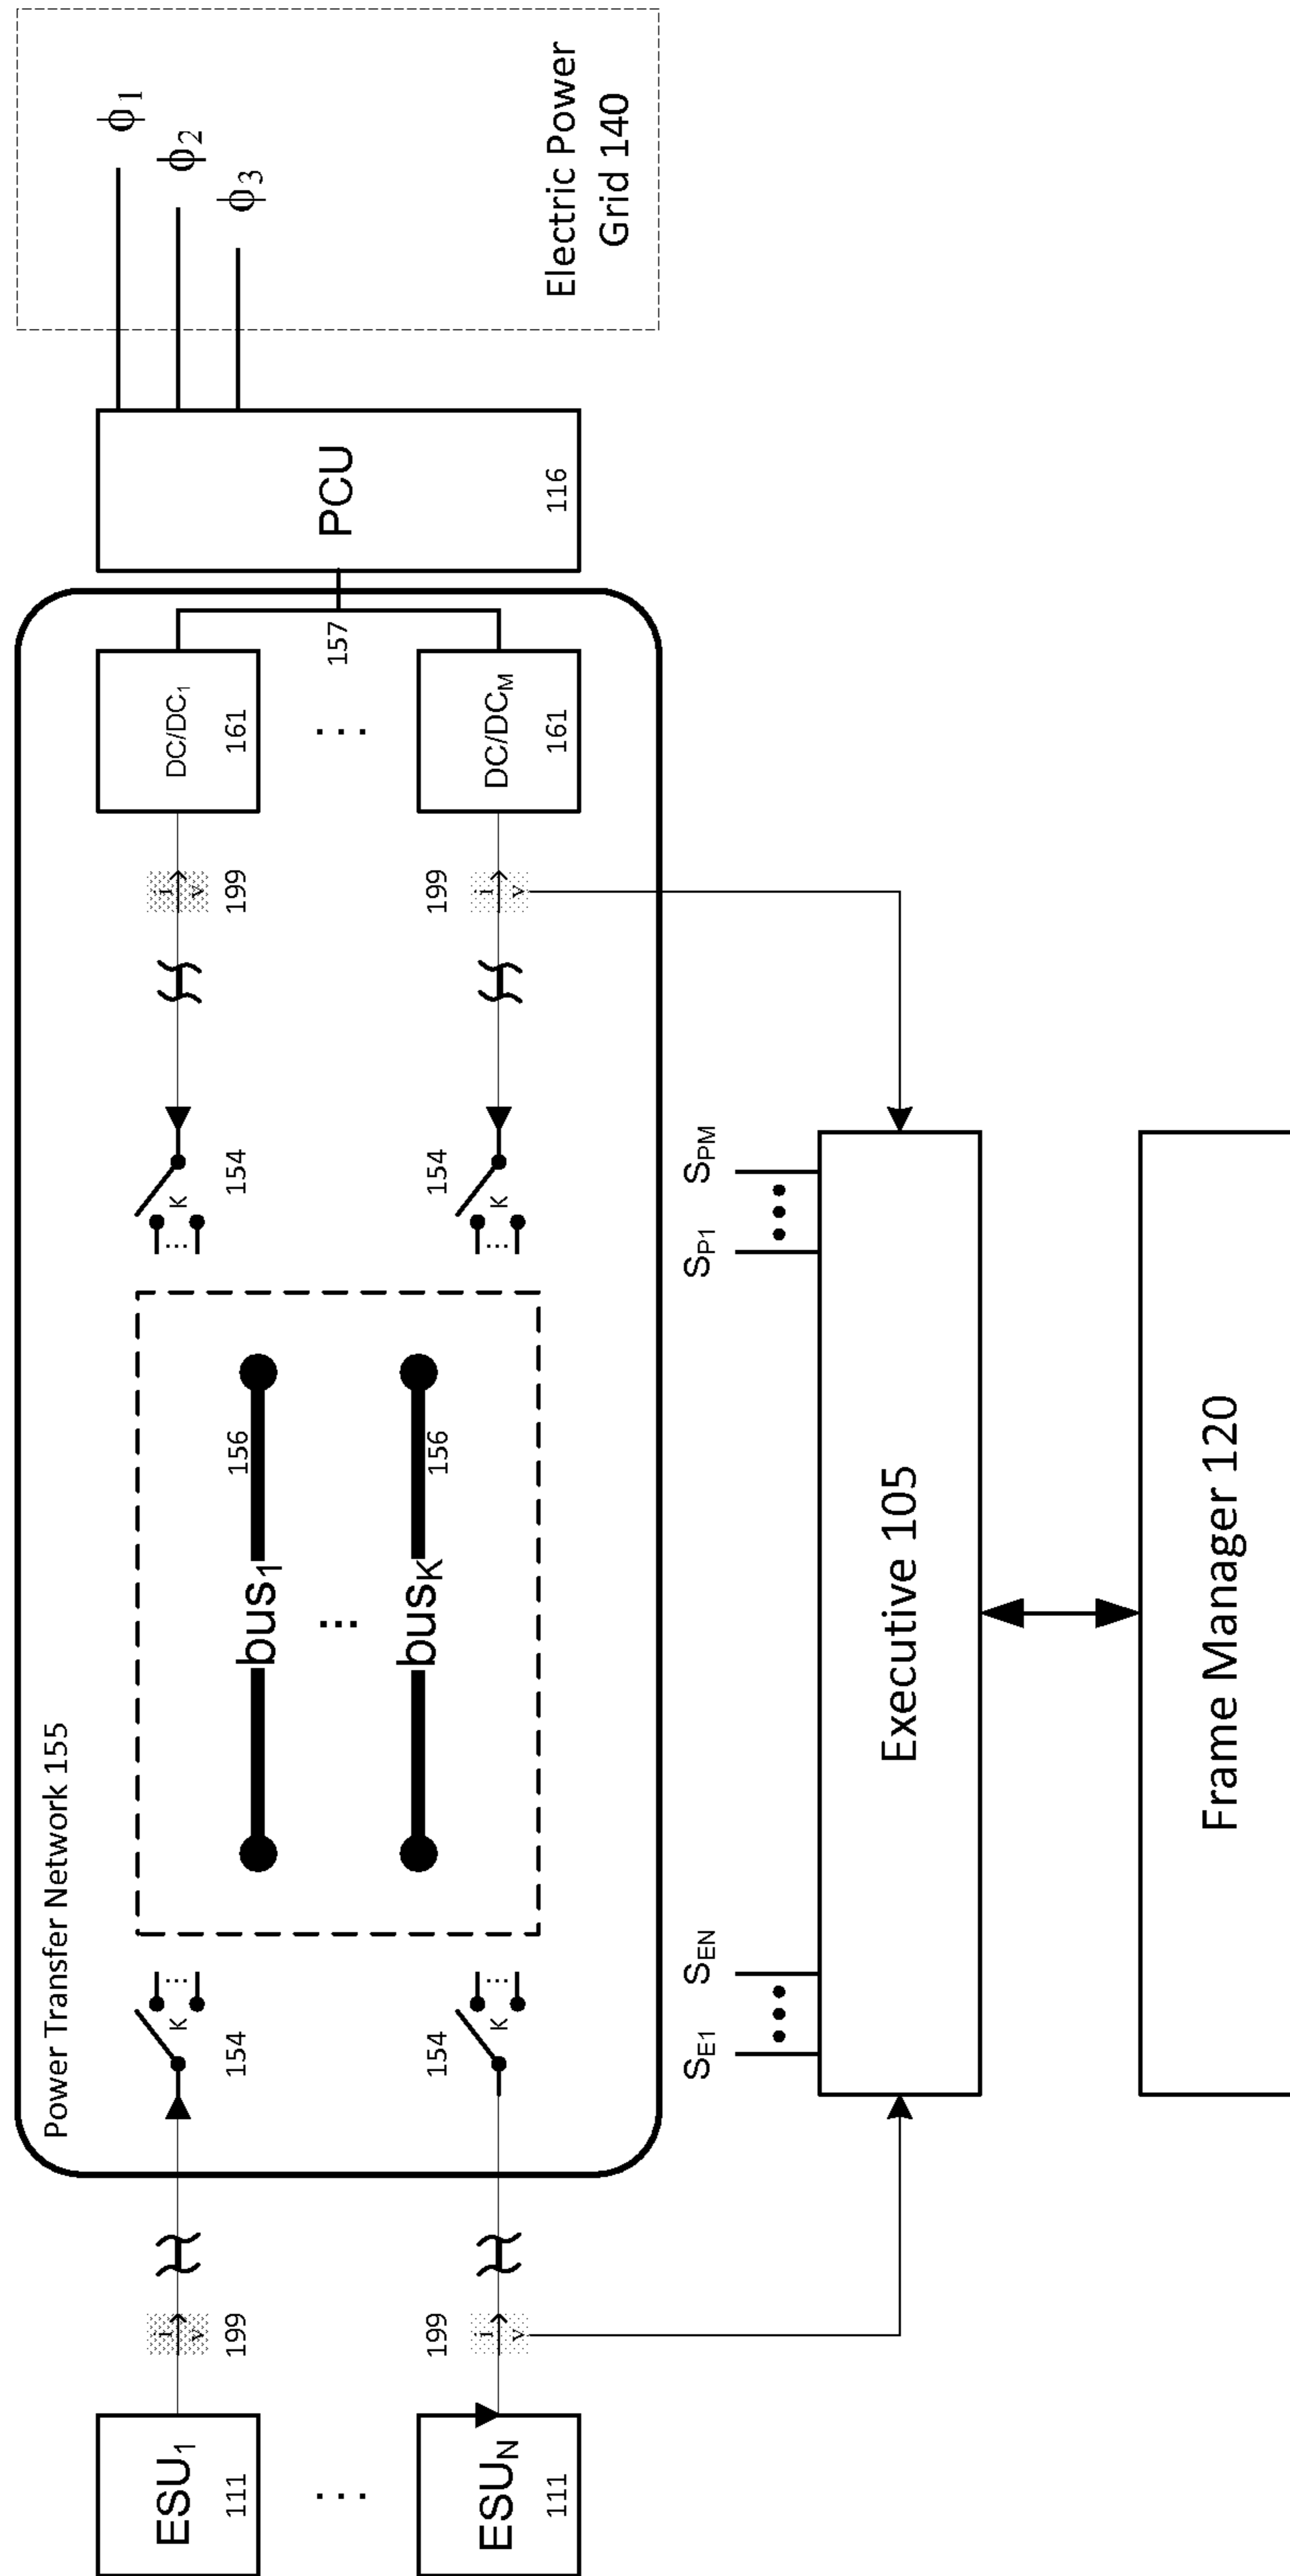 Power Transfer Network 155
ESU1
111
⋮
ESUN
111
i
v
199
199
i
v
K
⋮
154
154
K
⋮
bus1
156
⋮
busK
156
K
⋮
154
154
K
⋮
i
v
199
199
i
v
DC/DC1
161
⋮
DC/DCM
161
157
PCU
116
ϕ1
ϕ2
ϕ3
Electric Power
Grid 140
SE1 ••• SEN
SP1 ••• SPM
Executive 105
Frame Manager 120